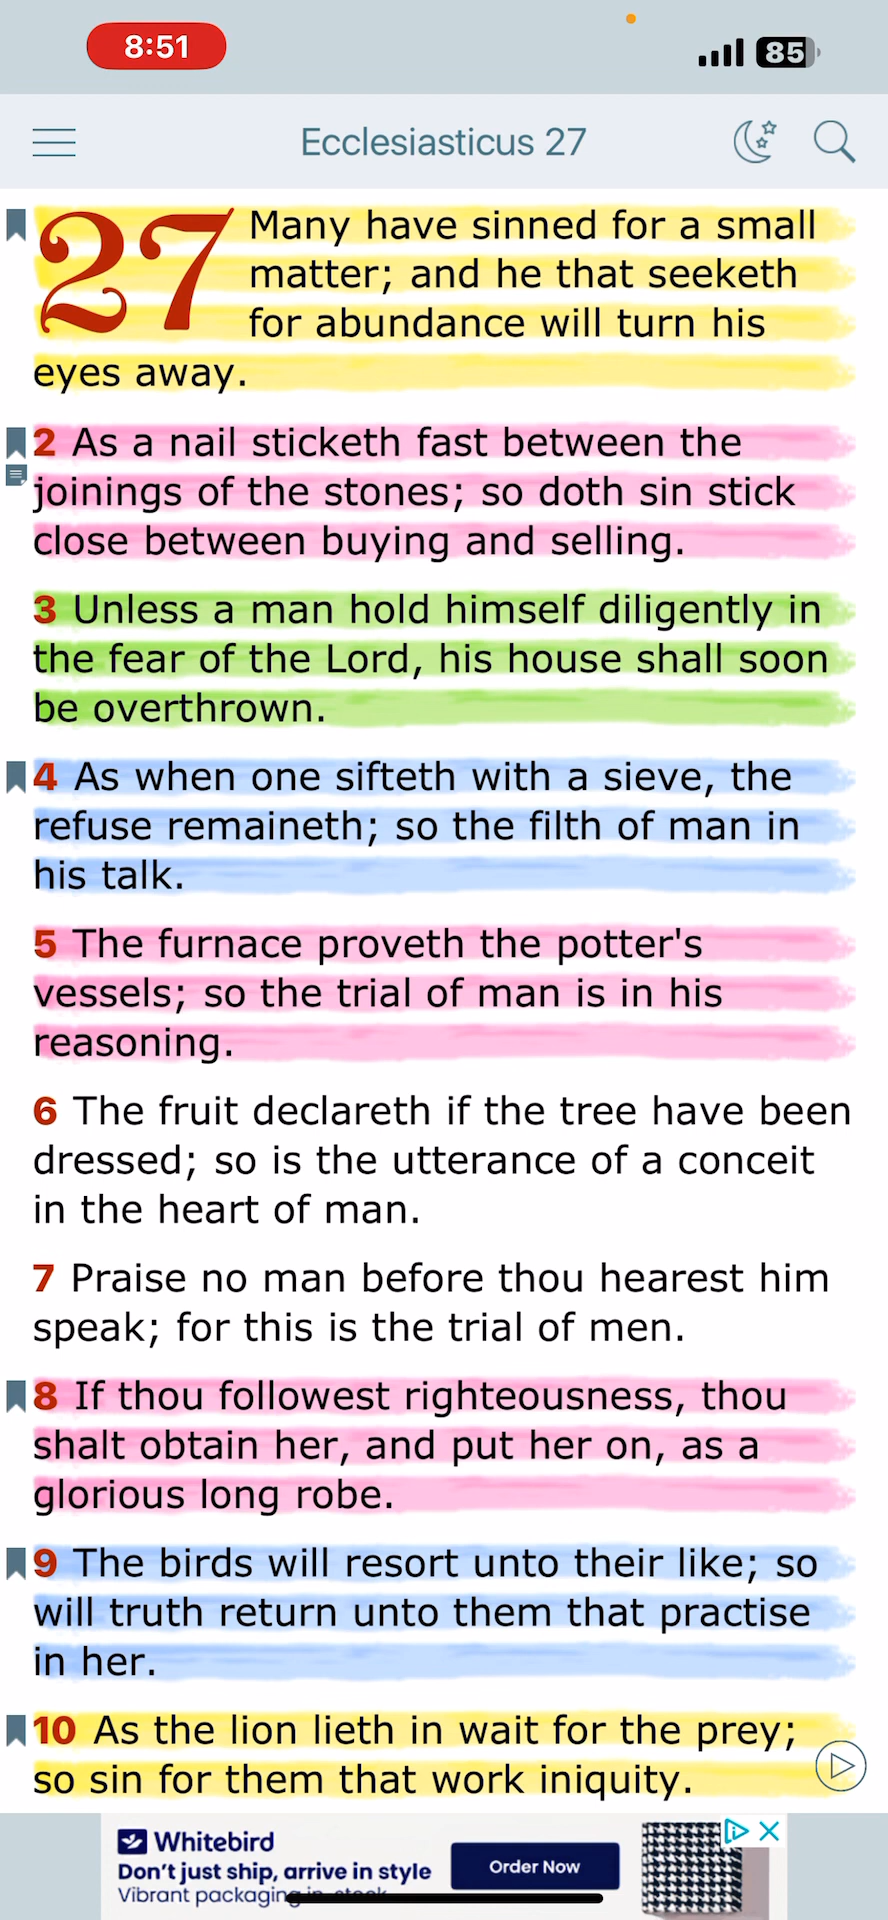 8:51
85
Ecclesiasticus 27
27 Many have sinned for a small
matter; and he that seeketh
for abundance will turn his
eyes away.
2 As a nail sticketh fast between the
joinings of the stones; so doth sin stick
close between buying and selling.
3 Unless a man hold himself diligently in
the fear of the Lord, his house shall soon
be overthrown.
4 As when one sifteth with a sieve, the
refuse remaineth; so the filth of man in
his talk.
5 The furnace proveth the potter's
vessels; so the trial of man is in his
reasoning.
6 The fruit declareth if the tree have been
dressed; so is the utterance of a conceit
in the heart of man.
7 Praise no man before thou hearest him
speak; for this is the trial of men.
8 If thou followest righteousness, thou
shalt obtain her, and put her on, as a
glorious long robe.
9 The birds will resort unto their like; so
will truth return unto them that practise
in her.
10 As the lion lieth in wait for the prey;
so sin for them that work iniquity.
Whitebird
Don't just ship, arrive in style
Vibrant packaging in-stock
Order Now